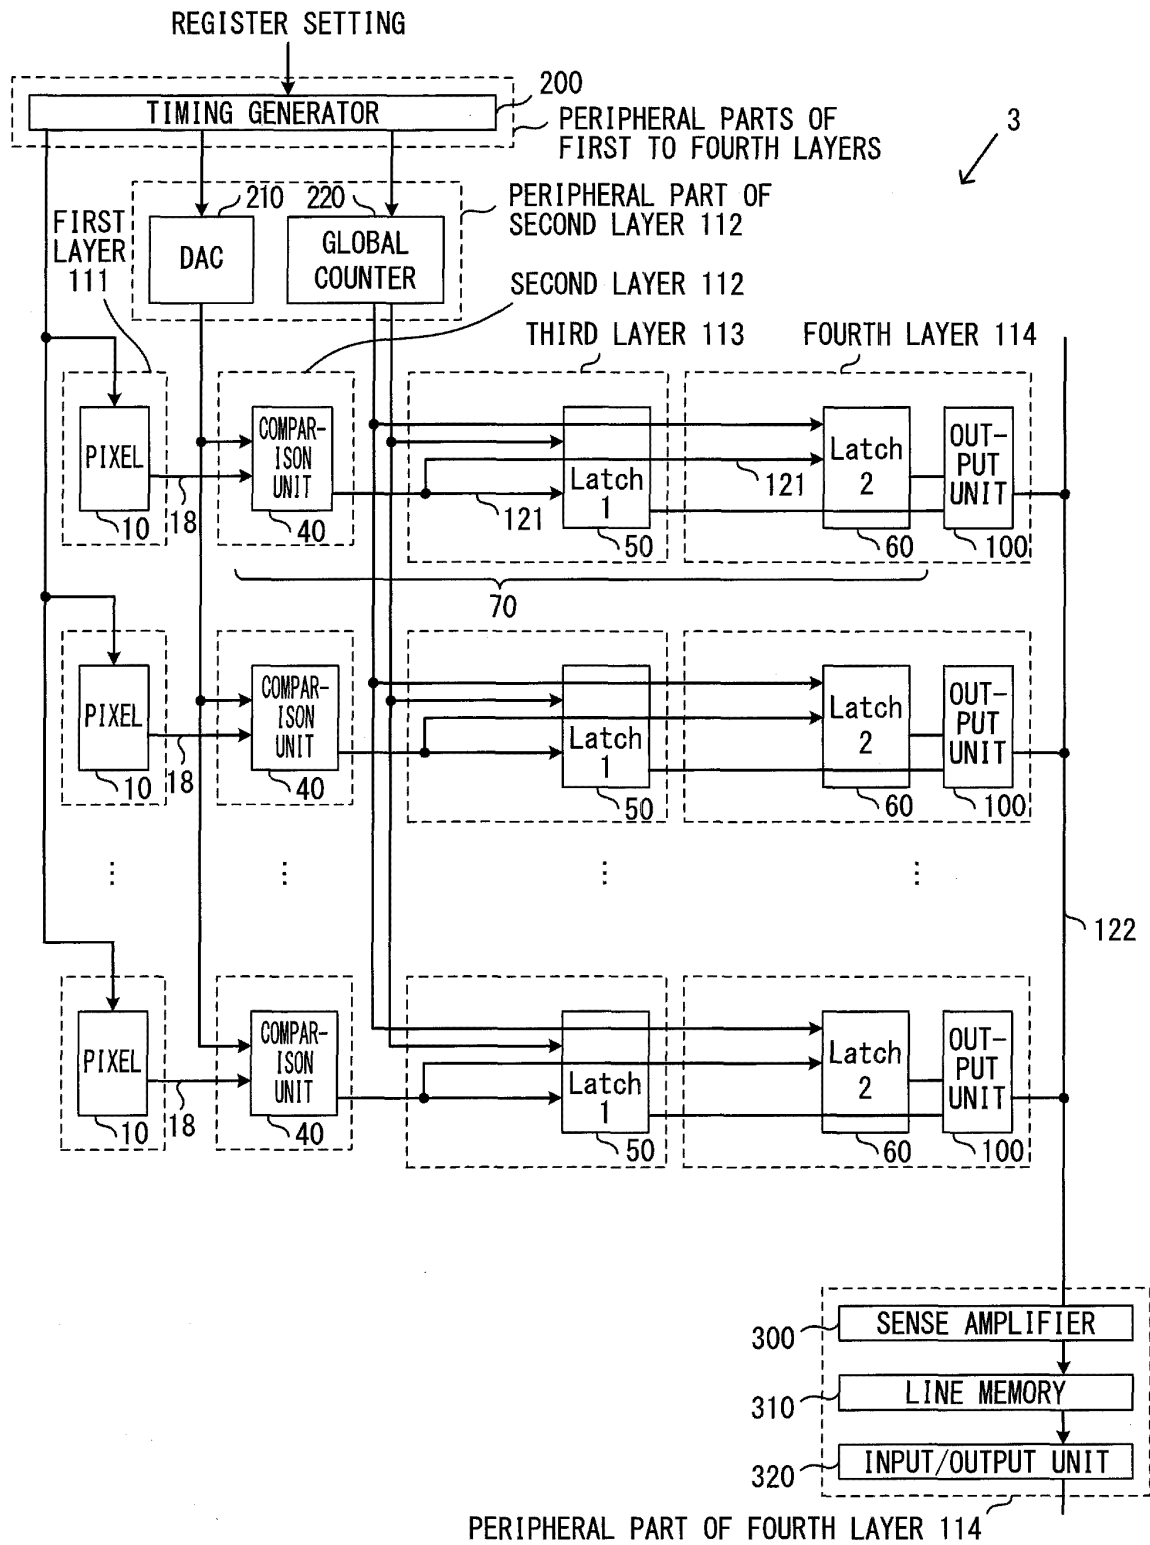 REGISTER SETTING
200
TIMING GENERATOR
PERIPHERAL PARTS OF
FIRST TO FOURTH LAYERS
3
210
220
PERIPHERAL PART OF
SECOND LAYER 112
FIRST
LAYER
111
DAC
GLOBAL
COUNTER
SECOND LAYER 112
THIRD LAYER 113
FOURTH LAYER 114
PIXEL
10
18
COMPAR-
ISON
UNIT
40
121
Latch
1
50
121
Latch
2
60
OUT-
PUT
UNIT
100
70
PIXEL
10
18
COMPAR-
ISON
UNIT
40
Latch
1
50
Latch
2
60
OUT-
PUT
UNIT
100
122
PIXEL
10
18
COMPAR-
ISON
UNIT
40
Latch
1
50
Latch
2
60
OUT-
PUT
UNIT
100
300
SENSE AMPLIFIER
310
LINE MEMORY
320
INPUT/OUTPUT UNIT
PERIPHERAL PART OF FOURTH LAYER 114